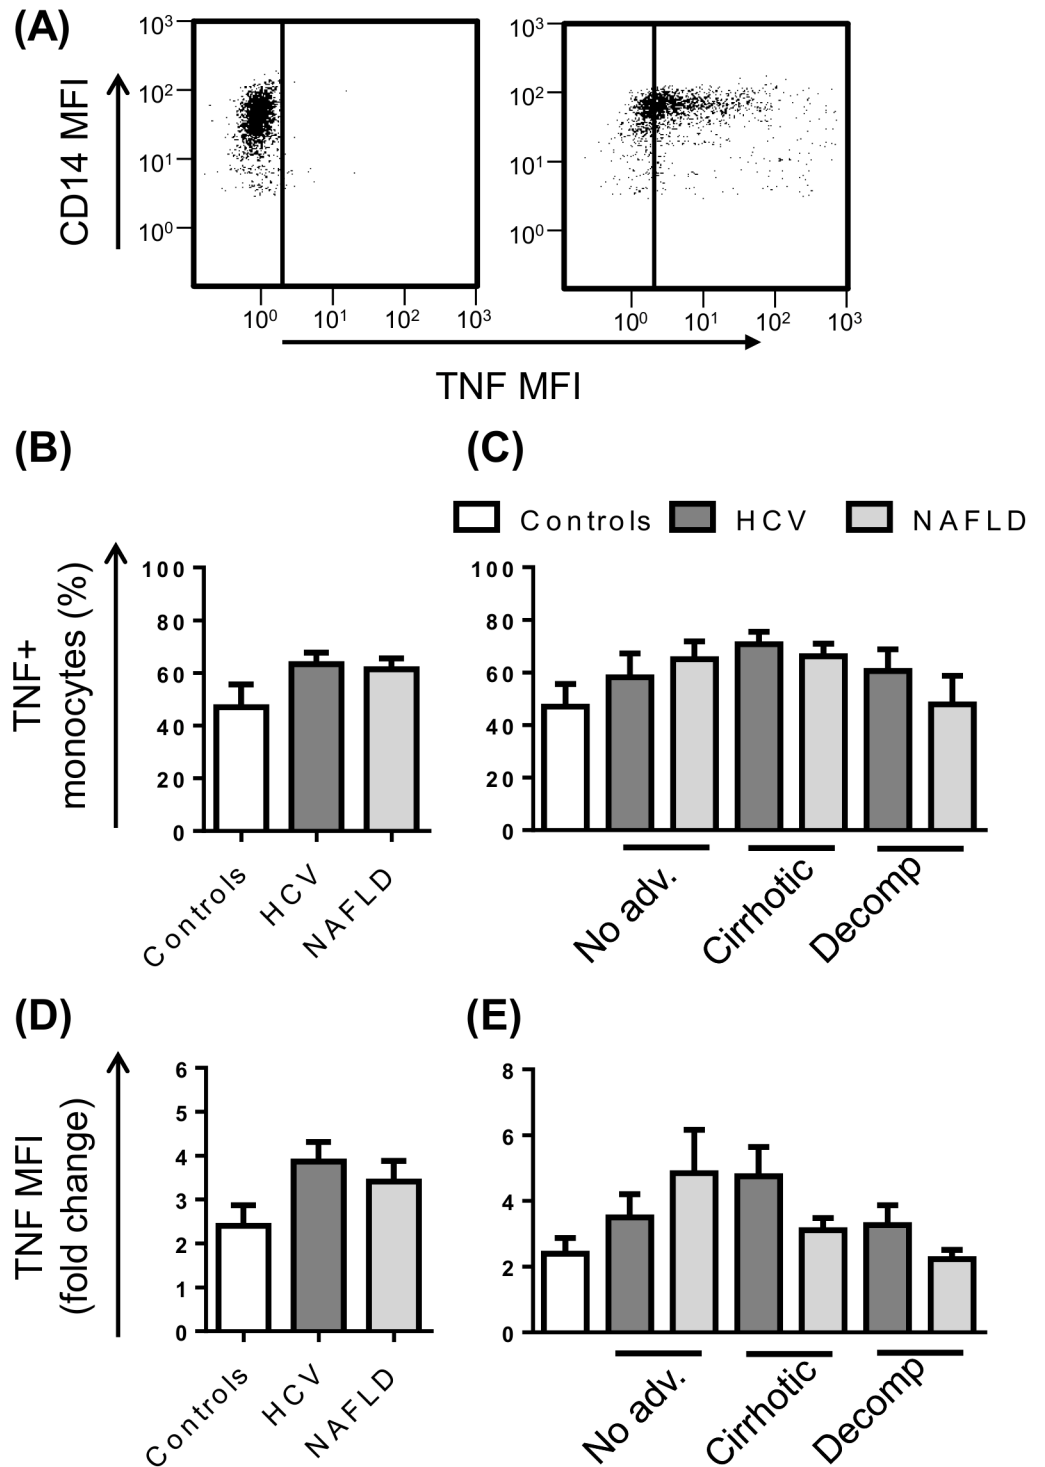 (A)
CD14 MFI
10³
10²
10¹
10⁰
10⁰ 10¹ 10² 10³
10³
10²
10¹
10⁰
10⁰ 10¹ 10² 10³
TNF MFI
(B)
TNF+
monocytes (%)
100
80
60
40
20
0
Controls
HCV
NAFLD
(C)
Controls HCV NAFLD
100
80
60
40
20
0
No adv.
Cirrhotic
Decomp
(D)
TNF MFI
(fold change)
6
5
4
3
2
1
0
Controls
HCV
NAFLD
(E)
8
6
4
2
0
No adv.
Cirrhotic
Decomp